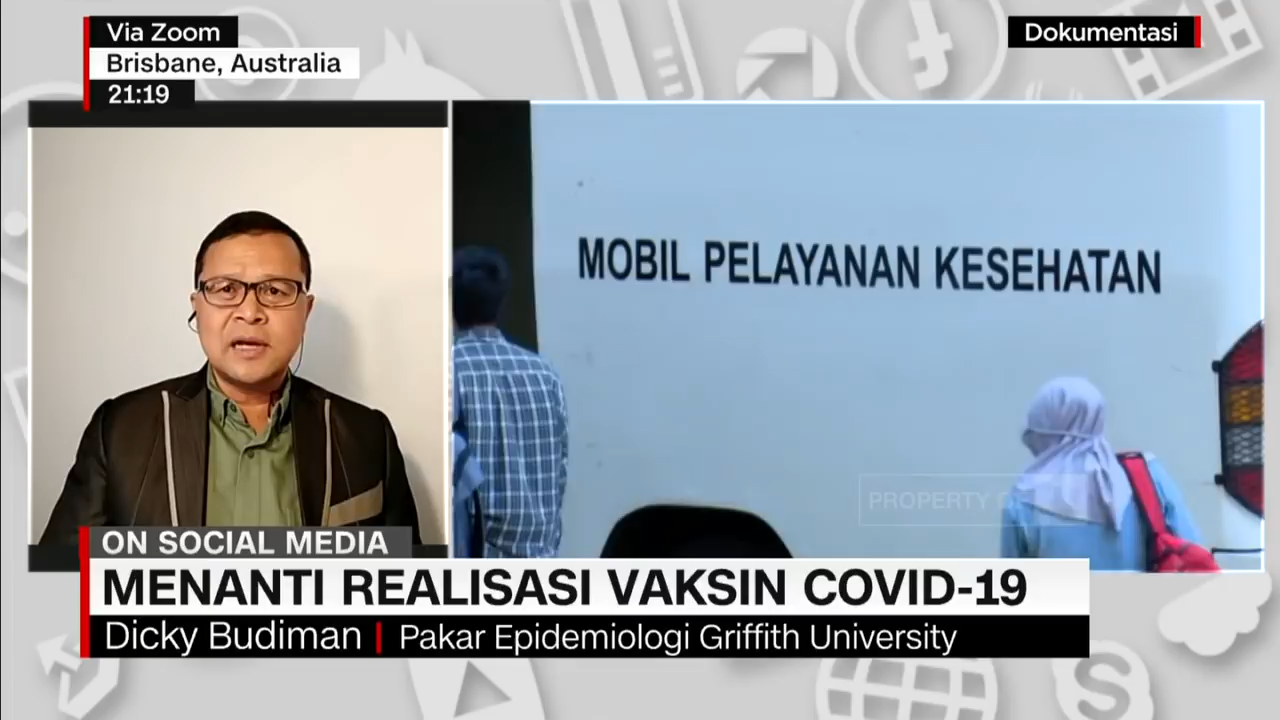 Via Zoom
Brisbane, Australia
21:19
Dokumentasi
MOBIL PELAYANAN KESEHATAN
PROPERTY
ON SOCIAL MEDIA
MENANTI REALISASI VAKSIN COVID-19
Dicky Budiman | Pakar Epidemiologi Griffith University